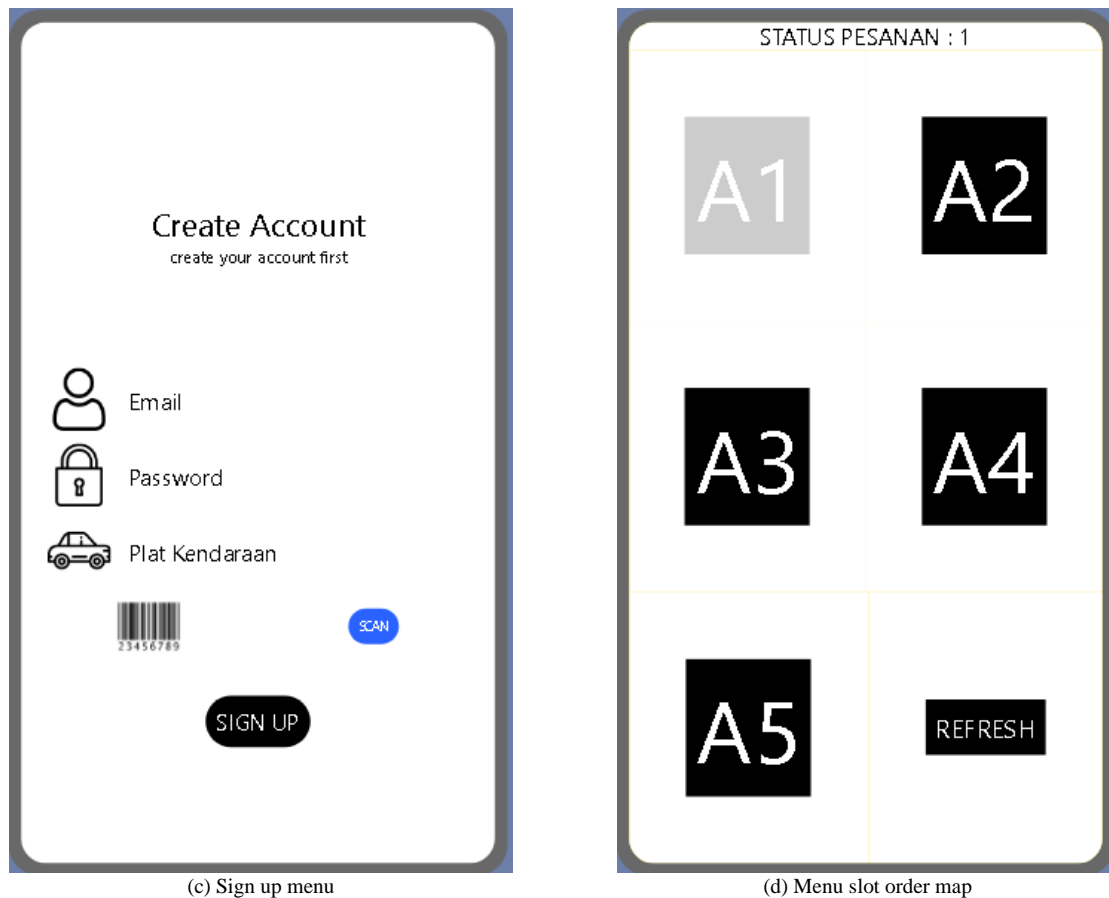 Create Account
create your account first
Email
Password
Plat Kendaraan
23456789
SCAN
SIGN UP
(c) Sign up menu
STATUS PESANAN : 1
A1
A2
A3
A4
A5
REFRESH
(d) Menu slot order map